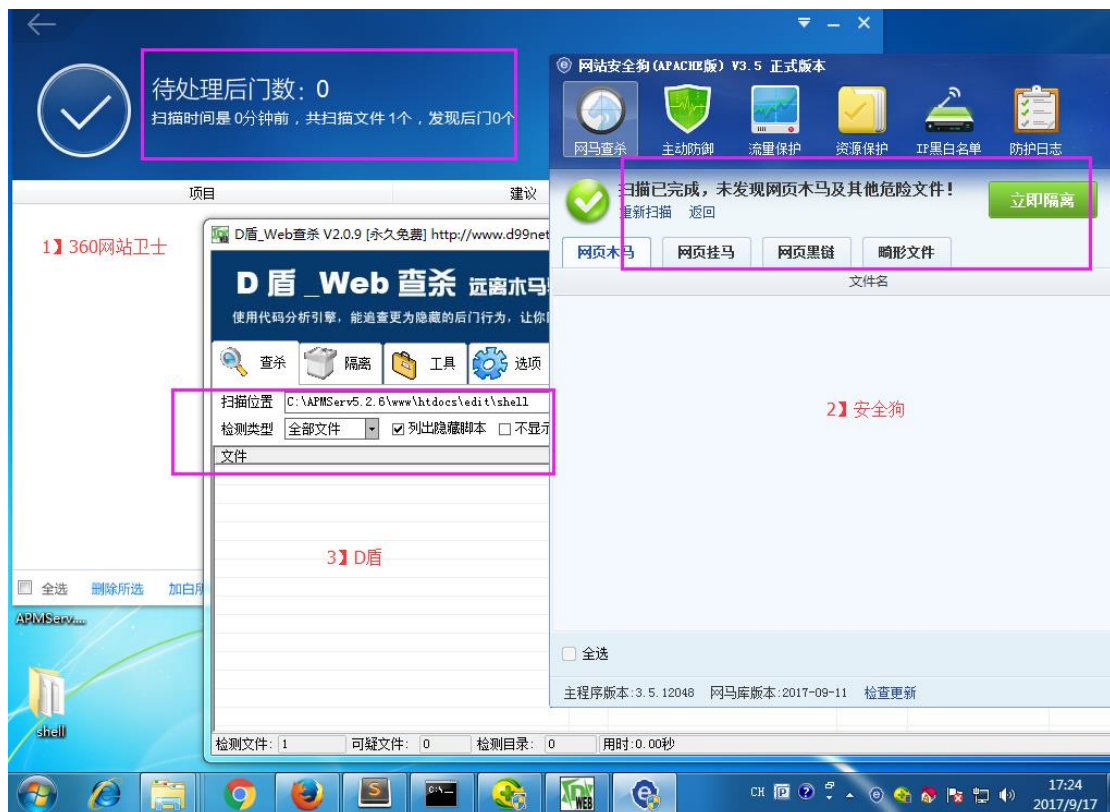 待处理后门数: 0
扫描时间是 0分钟前，共扫描文件 1个，发现后门0个
项目
建议
1】360网站卫士
全选 删除所选 加白所
网站安全狗(APACHE版) V3.5 正式版本
网马查杀 主动防御 流量保护 资源保护 IP黑白名单 防护日志
扫描已完成，未发现网页木马及其他危险文件！
重新扫描 返回
立即隔离
网页木马 网页挂马 网页黑链 畸形文件
文件名
2】安全狗
全选
主程序版本:3.5.12048 网马库版本:2017-09-11 检查更新
D盾_Web查杀 V2.0.9 [永久免费] http://www.d99net
D 盾 _Web 查杀 远离木马
使用代码分析引擎，能追查更为隐藏的后门行为，让你
查杀 隔离 工具 选项
扫描位置 C:\APMServ5.2.6\www\htdocs\edit\shell
检测类型 全部文件 列出隐藏脚本 不显示
文件
3】D盾
检测文件: 1 可疑文件: 0 检测目录: 0 用时:0.00秒
APMServ...
shell
CH
17:24
2017/9/17